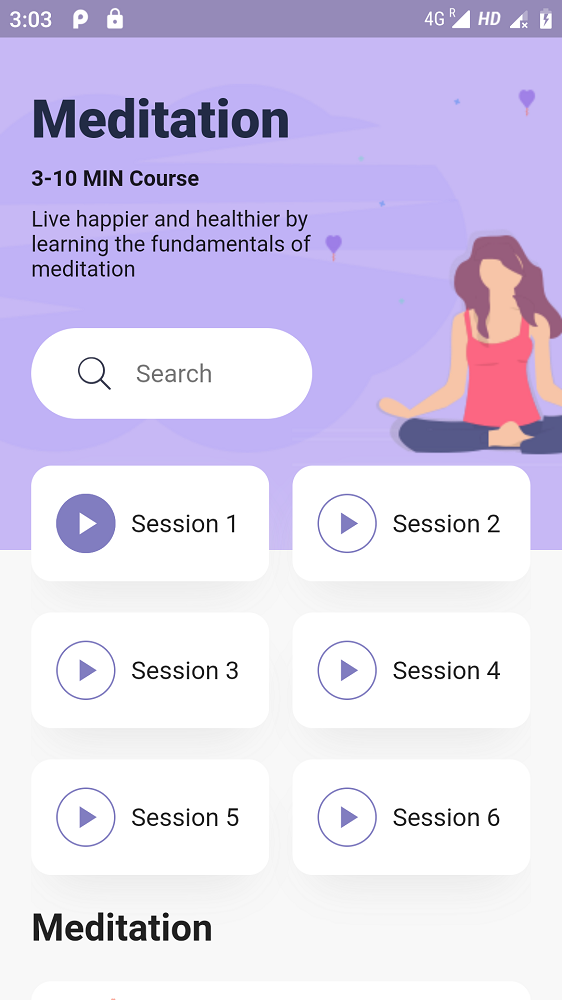 3:03
4G R HD
Meditation
3-10 MIN Course
Live happier and healthier by
learning the fundamentals of
meditation
Search
Session 1
Session 2
Session 3
Session 4
Session 5
Session 6
Meditation